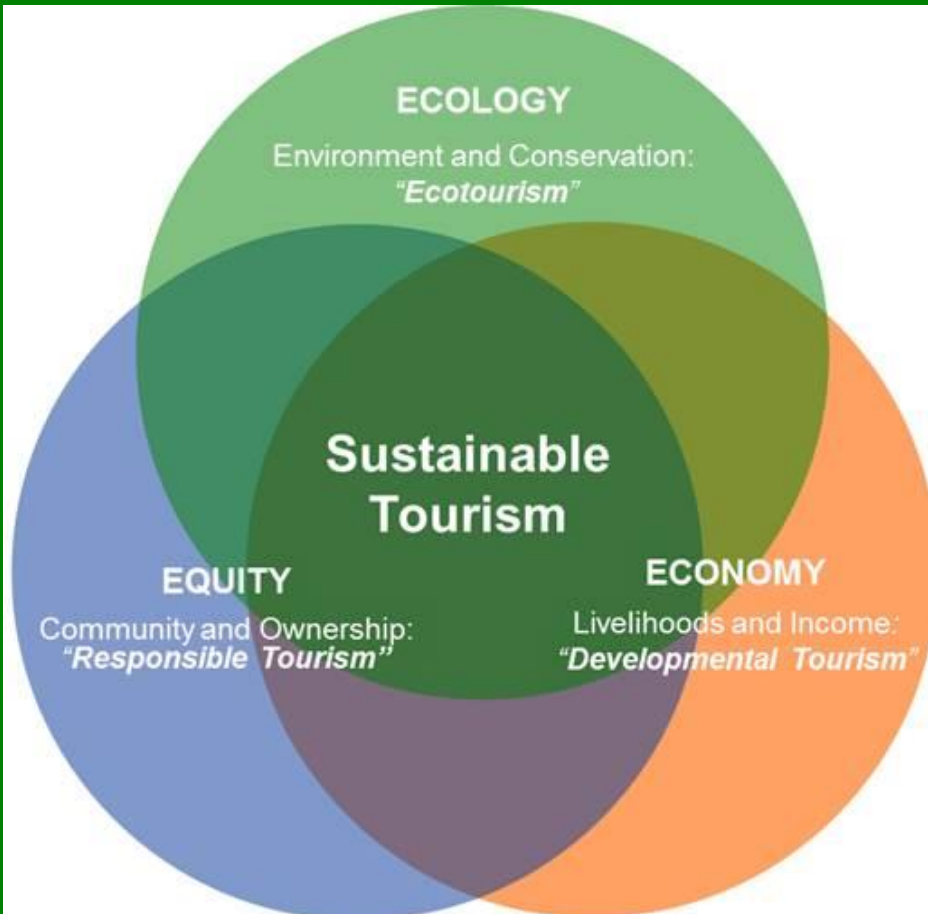 ECOLOGY
Environment and Conservation:
“Ecotourism”
Sustainable
Tourism
EQUITY
Community and Ownership:
“Responsible Tourism”
ECONOMY
Livelihoods and Income:
“Developmental Tourism”